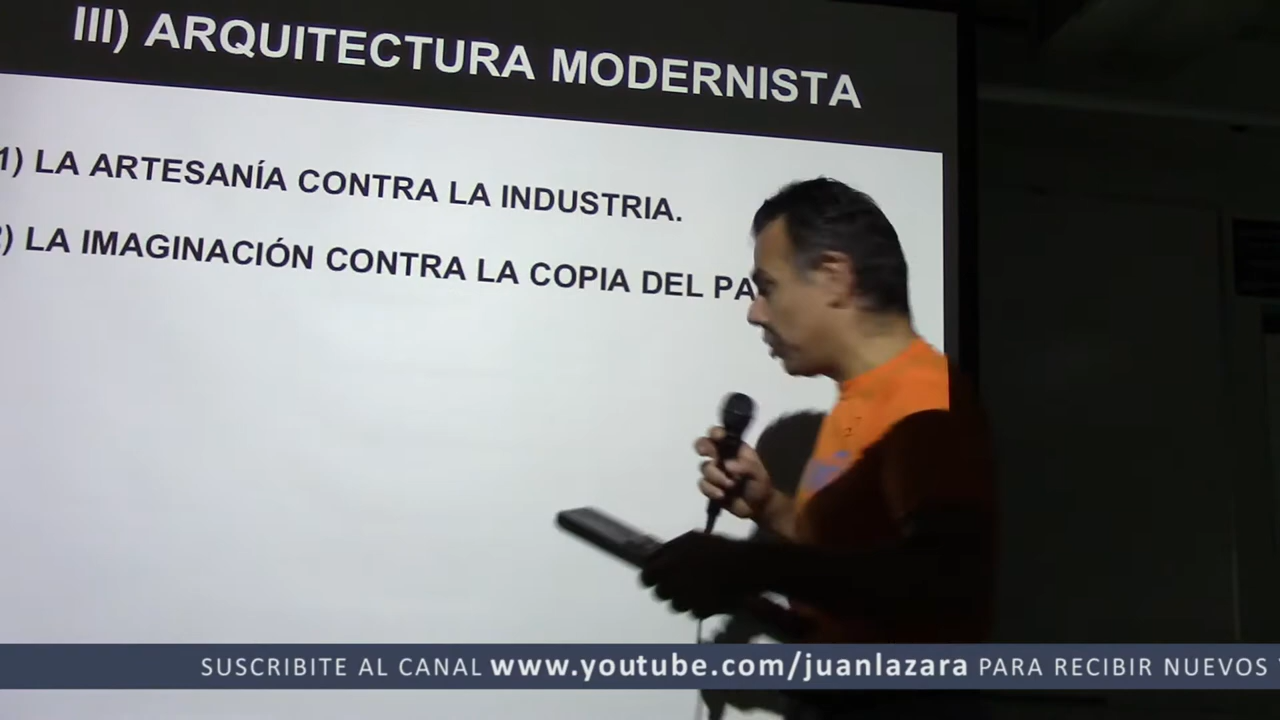 III) ARQUITECTURA MODERNISTA
1) LA ARTESANÍA CONTRA LA INDUSTRIA.
) LA IMAGINACIÓN CONTRA LA COPIA DEL
SUSCRIBITE AL CANAL www.youtube.com/juanlazara PARA RECIBIR NUEVOS